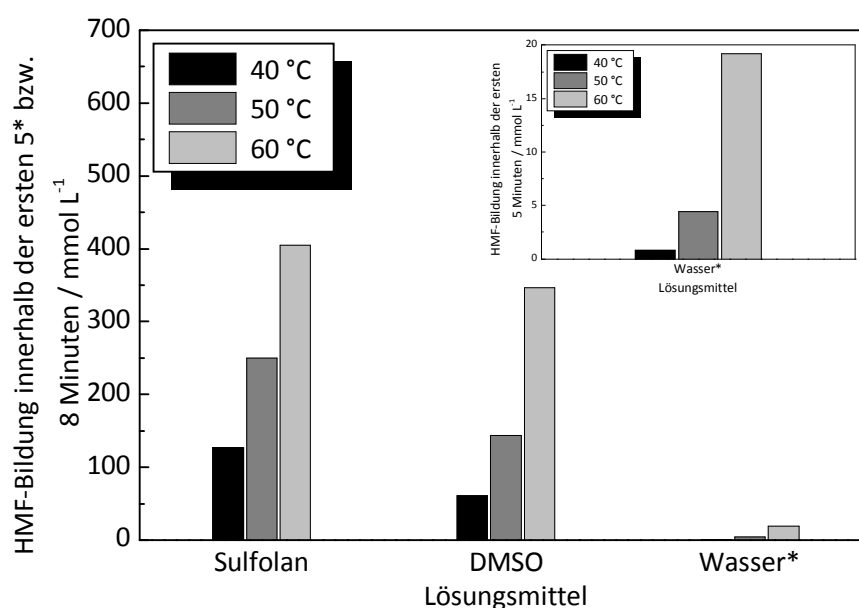 HMF-Bildung innerhalb der ersten 5* bzw.
8 Minuten / mmol L⁻¹
700
600
500
400
300
200
100
0
40 °C
50 °C
60 °C
Sulfolan
DMSO
Wasser*
Lösungsmittel
HMF-Bildung innerhalb der ersten
5 Minuten / mmol L⁻¹
20
15
10
5
0
40 °C
50 °C
60 °C
Wasser*
Lösungsmittel